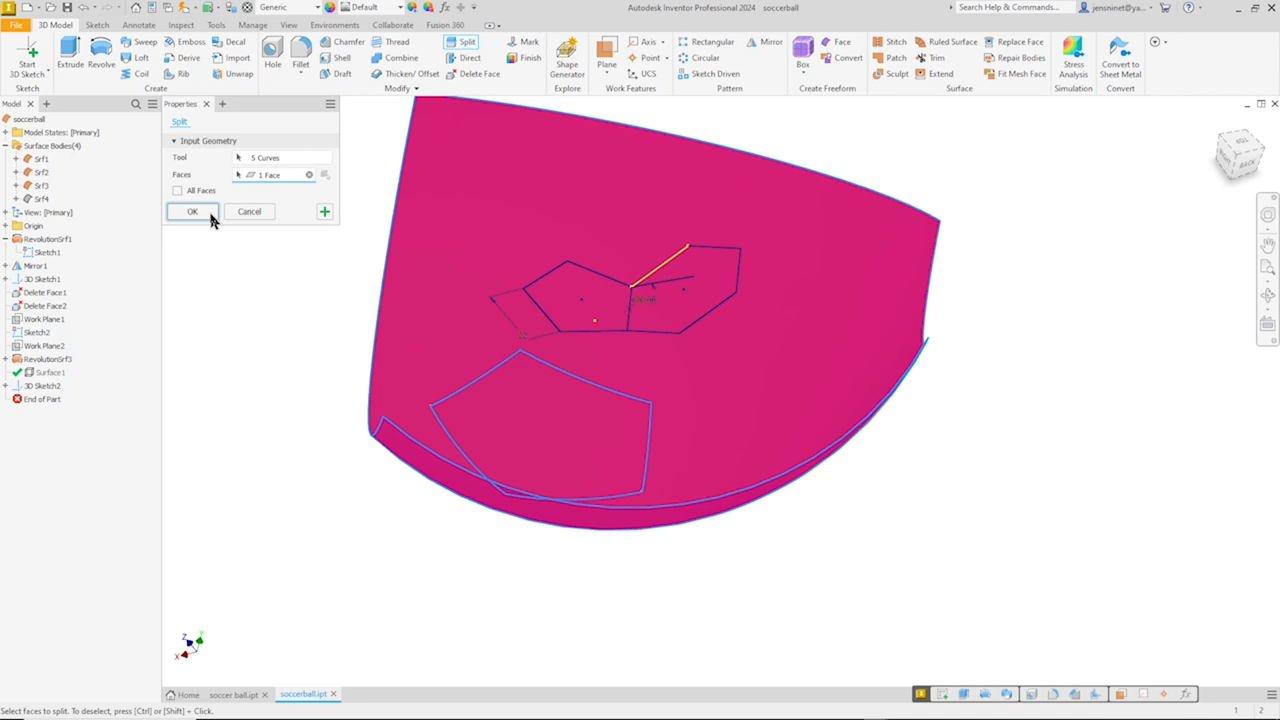 Generic Default Autodesk Inventor Professional 2024 soccerball Search Help & Commands... jensninet@ya...
File 3D Model Sketch Annotate Inspect Tools Manage View Environments Collaborate Fusion 360
Start 3D Sketch Extrude Revolve Sweep Emboss Decal Hole Fillet Chamfer Thread Split Mark Shape Generator Plane Axis Rectangular Mirror Box Face Stitch Ruled Surface Replace Face Stress Analysis Convert to Sheet Metal
Loft Derive Import Shell Combine Direct Finish Point Circular Convert Patch Trim Repair Bodies
Coil Rib Unwrap Draft Thicken/ Offset Delete Face UCS Sketch Driven Sculpt Extend Fit Mesh Face
Sketch Create Modify Explore Work Features Pattern Create Freeform Surface Simulation Convert
Model
soccerball
Model States: [Primary]
Surface Bodies(4)
Srf1
Srf2
Srf3
Srf4
View: [Primary]
Origin
RevolutionSrf1
Sketch1
Mirror1
3D Sketch1
Delete Face1
Delete Face2
Work Plane1
Sketch2
Work Plane2
RevolutionSrf3
Surface1
3D Sketch2
End of Part
Properties
Split
Input Geometry
Tool 5 Curves
Faces 1 Face
All Faces
OK Cancel
BACK
Z Y
X
Home soccer ball.ipt soccerball.ipt
Select faces to split. To deselect, press [Ctrl] or [Shift] + Click. 1 2